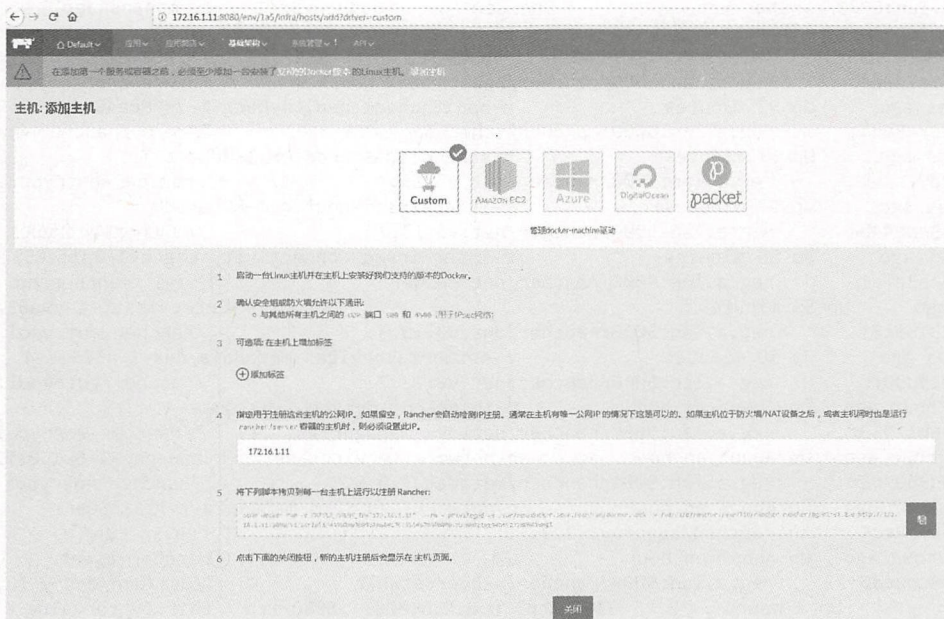 172.16.1.11:8080/env/1a5/infra/hosts/add?driver=custom
Default 应用 应用商店 基础架构 系统管理 API
在添加第一个服务或容器之前，必须至少添加一台安装了支持的Docker版本的Linux主机。添加主机
主机: 添加主机
Custom
AMAZON EC2
Azure
DigitalOcean
packet
管理docker-machine驱动
1 启动一台Linux主机并在主机上安装好我们支持的版本的Docker。
2 确认安全组或防火墙允许以下通讯:
与其他所有主机之间的 UDP 端口 500 和 4500 (用于IPsec网络)
3 可选项: 在主机上增加标签
添加标签
4 指定用于注册这台主机的公网IP。如果留空，Rancher会自动检测IP注册。通常在主机有唯一公网IP的情况下这是可以的。如果主机位于防火墙/NAT设备之后，或者主机同时也是运行
rancher/server 容器的主机时，则必须设置此IP。
172.16.1.11
5 将下列脚本拷贝到每一台主机上运行以注册 Rancher:
6 点击下面的关闭按钮，新的主机注册后会显示在 主机 页面。
关闭